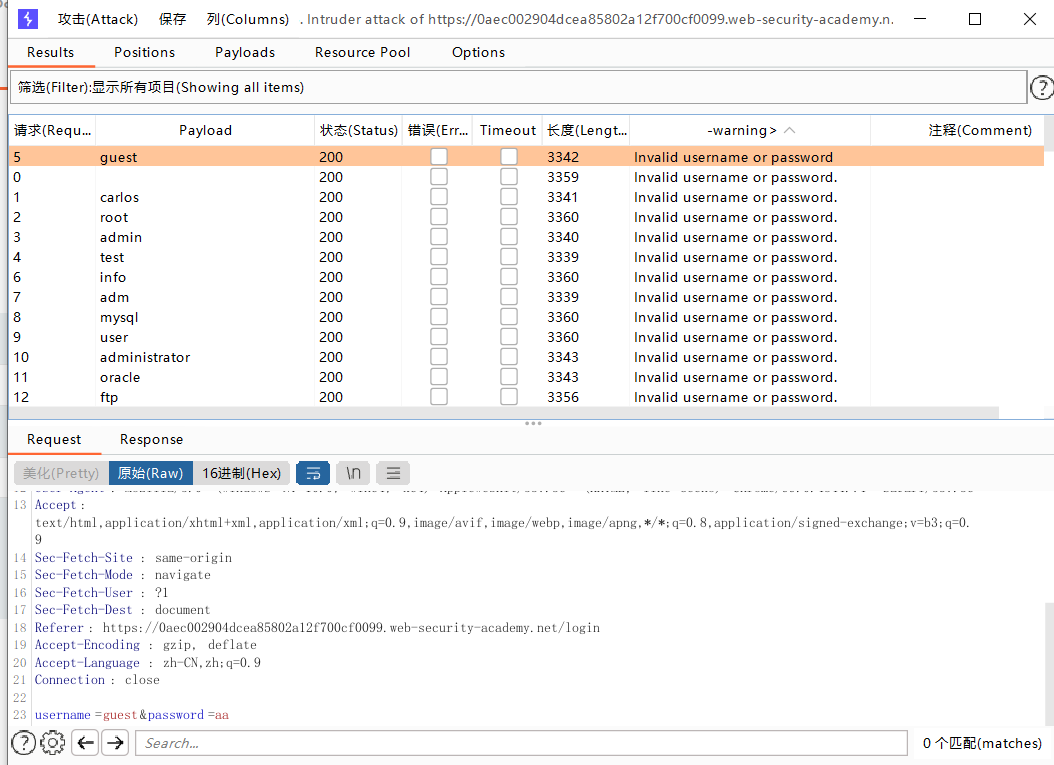 攻击(Attack) 保存 列(Columns) . Intruder attack of https://0aec002904dcea85802a12f700cf0099.web-security-academy.n.
Results Positions Payloads Resource Pool Options
筛选(Filter):显示所有项目(Showing all items)
请求(Requ... Payload 状态(Status) 错误(Err... Timeout 长度(Lengt... -warning> 注释(Comment)
5 guest 200 3342 Invalid username or password
0 200 3359 Invalid username or password.
1 carlos 200 3341 Invalid username or password.
2 root 200 3360 Invalid username or password.
3 admin 200 3340 Invalid username or password.
4 test 200 3339 Invalid username or password.
6 info 200 3360 Invalid username or password.
7 adm 200 3339 Invalid username or password.
8 mysql 200 3360 Invalid username or password.
9 user 200 3360 Invalid username or password.
10 administrator 200 3343 Invalid username or password.
11 oracle 200 3343 Invalid username or password.
12 ftp 200 3356 Invalid username or password.
Request Response
美化(Pretty) 原始(Raw) 16进制(Hex) \n
13 Accept :
text/html,application/xhtml+xml,application/xml;q=0.9,image/avif,image/webp,image/apng,*/*;q=0.8,application/signed-exchange;v=b3;q=0.
9
14 Sec-Fetch-Site : same-origin
15 Sec-Fetch-Mode : navigate
16 Sec-Fetch-User : ?1
17 Sec-Fetch-Dest : document
18 Referer : https://0aec002904dcea85802a12f700cf0099.web-security-academy.net/login
19 Accept-Encoding : gzip, deflate
20 Accept-Language : zh-CN,zh;q=0.9
21 Connection : close
22
23 username =guest&password =aa
Search... 0 个匹配(matches)